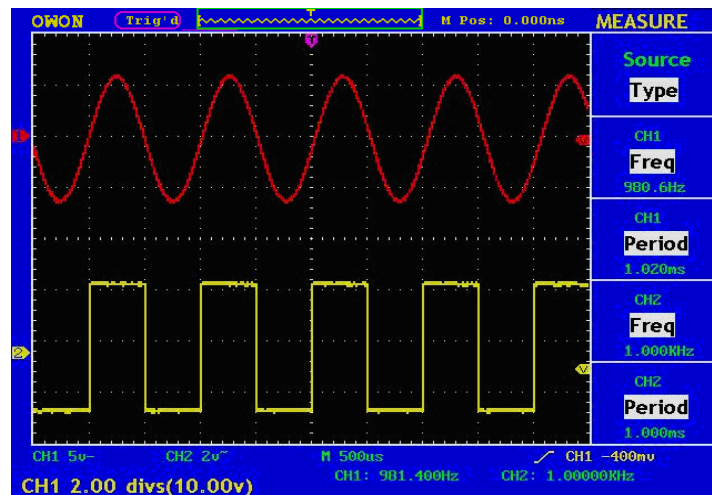 OWON Trig'd T M Pos: 0.000ns MEASURE
T
Source
Type
1
CH1
Freq
980.6Hz
CH1
Period
1.020ms
CH2
Freq
1.000KHz
2
CH2
Period
1.000ms
CH1 5v- CH2 2v~ M 500us CH1 -400mv
CH1: 981.400Hz CH2: 1.00000KHz
CH1 2.00 divs(10.00v)